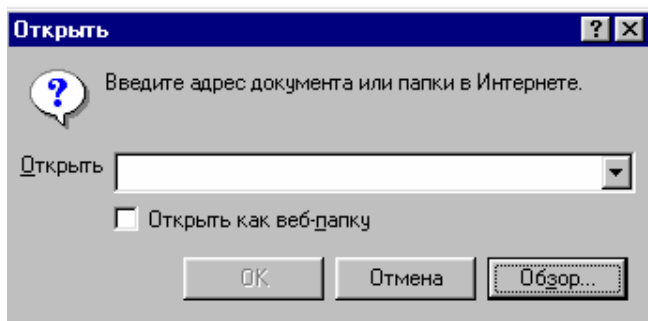 Открыть
Введите адрес документа или папки в Интернете.
Открыть
Открыть как веб-папку
OK Отмена Обзор...